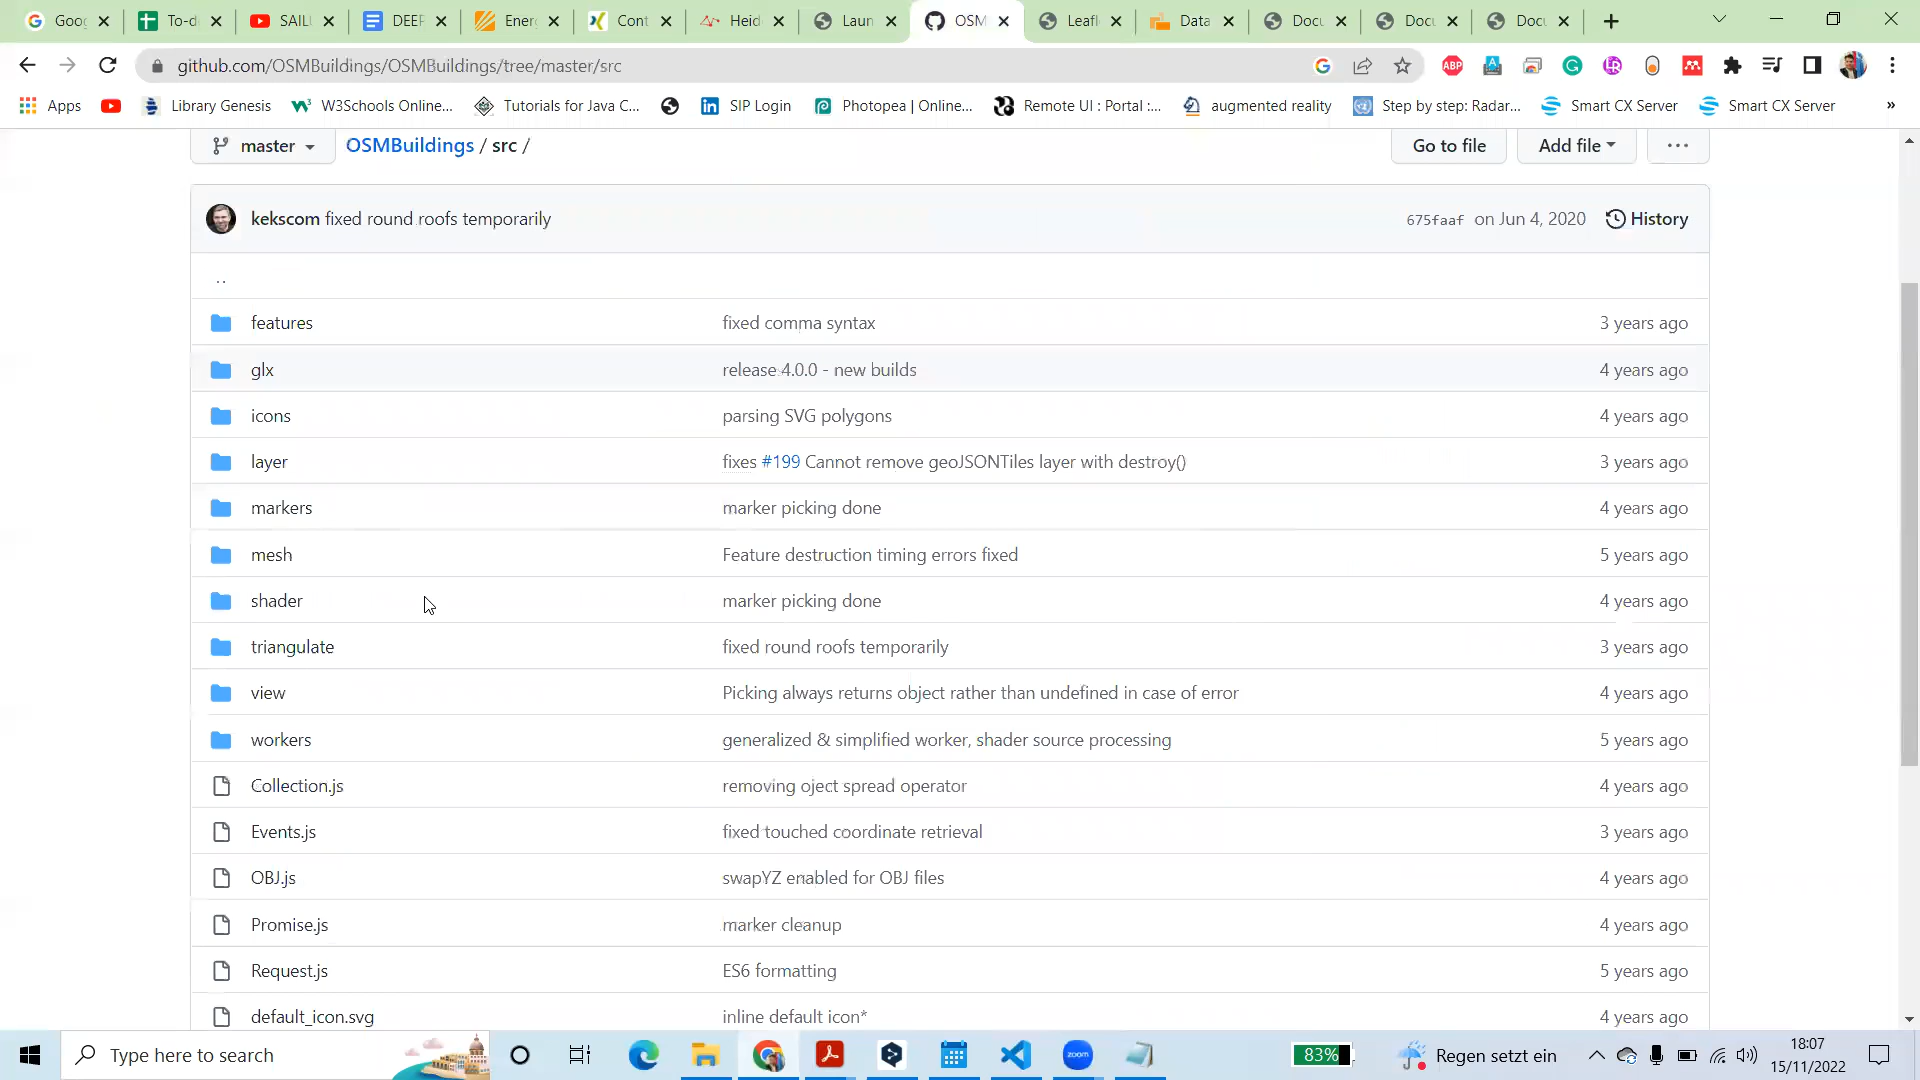 Goog
To-d
SAIL
DEEP
Ener
Cont
Heid
Laun
OSM
Leafl
Data
Docu
Docu
Docu
github.com/OSMBuildings/OSMBuildings/tree/master/src
ABP
Apps
Library Genesis
W3Schools Online...
Tutorials for Java C...
SIP Login
Photopea | Online...
Remote UI : Portal :...
augmented reality
Step by step: Radar...
Smart CX Server
Smart CX Server
»
master
OSMBuildings / src /
Go to file
Add file
...
kekscom fixed round roofs temporarily
675faaf on Jun 4, 2020
History
..
features fixed comma syntax 3 years ago
glx release 4.0.0 - new builds 4 years ago
icons parsing SVG polygons 4 years ago
layer fixes #199 Cannot remove geoJSONTiles layer with destroy() 3 years ago
markers marker picking done 4 years ago
mesh Feature destruction timing errors fixed 5 years ago
shader marker picking done 4 years ago
triangulate fixed round roofs temporarily 3 years ago
view Picking always returns object rather than undefined in case of error 4 years ago
workers generalized & simplified worker, shader source processing 5 years ago
Collection.js removing oject spread operator 4 years ago
Events.js fixed touched coordinate retrieval 3 years ago
OBJ.js swapYZ enabled for OBJ files 4 years ago
Promise.js marker cleanup 4 years ago
Request.js ES6 formatting 5 years ago
default_icon.svg inline default icon* 4 years ago
Type here to search
zoom
83%
Regen setzt ein
18:07
15/11/2022